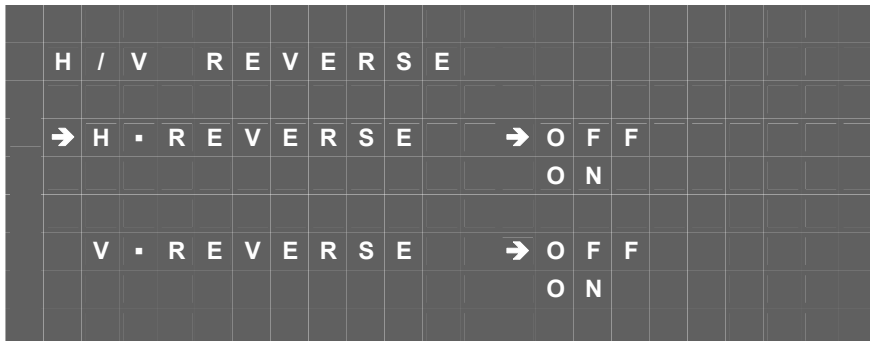 H/V REVERSE
➔ H▪REVERSE ➔ OFF
ON
V▪REVERSE ➔ OFF
ON